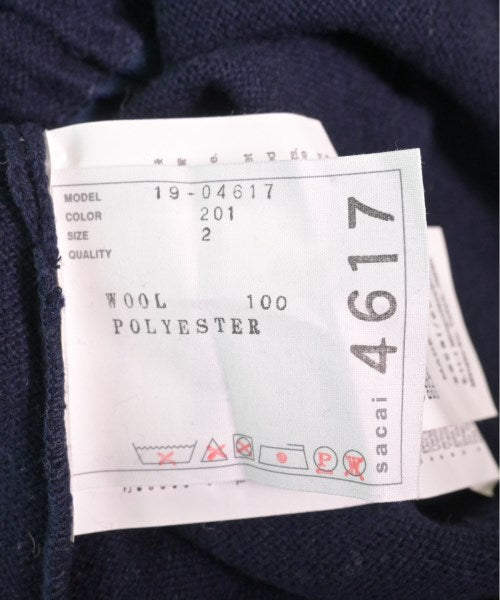 MODEL 19-04617
COLOR 201
SIZE 2
QUALITY
WOOL 100
POLYESTER
sacai 4617
P
W